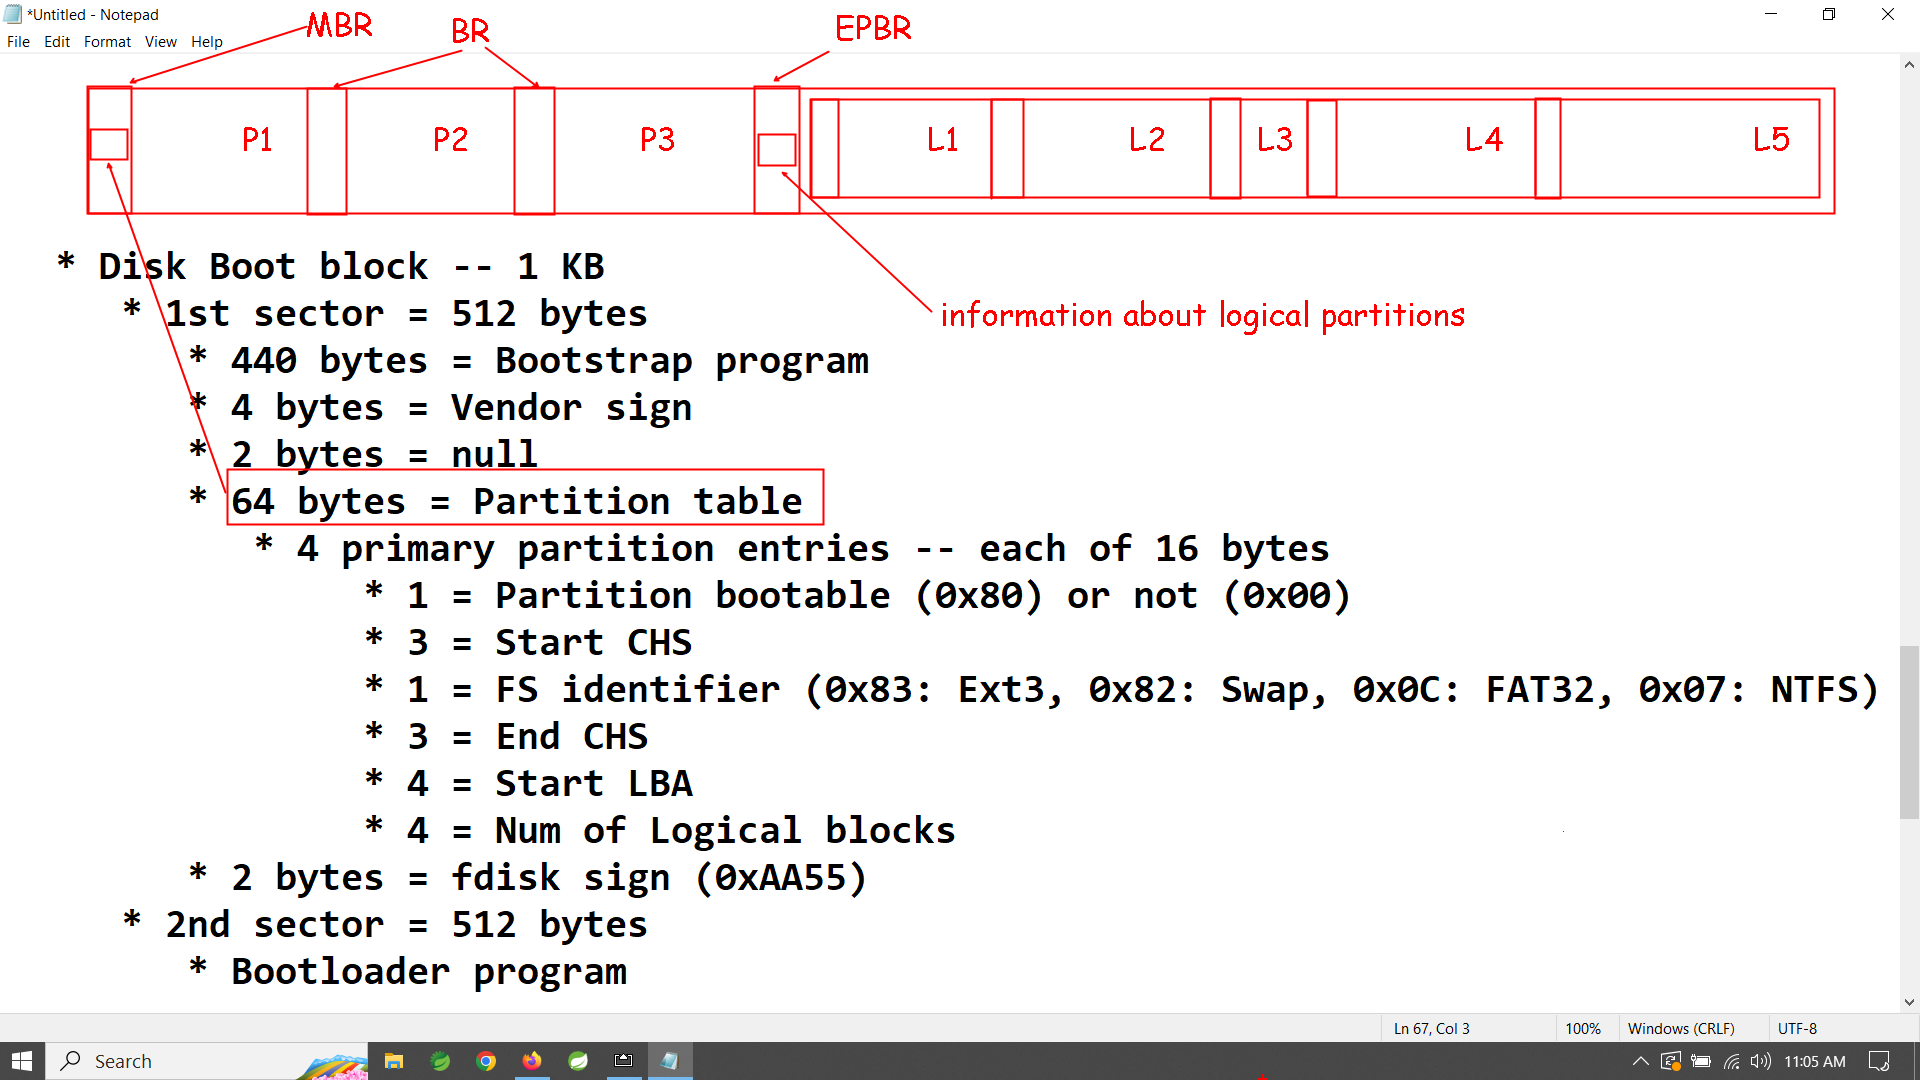 *Untitled - Notepad
File Edit Format View Help
MBR
BR
EPBR
P1 P2 P3 L1 L2 L3 L4 L5
* Disk Boot block -- 1 KB
* 1st sector = 512 bytes
information about logical partitions
* 440 bytes = Bootstrap program
* 4 bytes = Vendor sign
* 2 bytes = null
* 64 bytes = Partition table
* 4 primary partition entries -- each of 16 bytes
* 1 = Partition bootable (0x80) or not (0x00)
* 3 = Start CHS
* 1 = FS identifier (0x83: Ext3, 0x82: Swap, 0x0C: FAT32, 0x07: NTFS)
* 3 = End CHS
* 4 = Start LBA
* 4 = Num of Logical blocks
* 2 bytes = fdisk sign (0xAA55)
* 2nd sector = 512 bytes
* Bootloader program
Ln 67, Col 3 100% Windows (CRLF) UTF-8
Search
11:05 AM